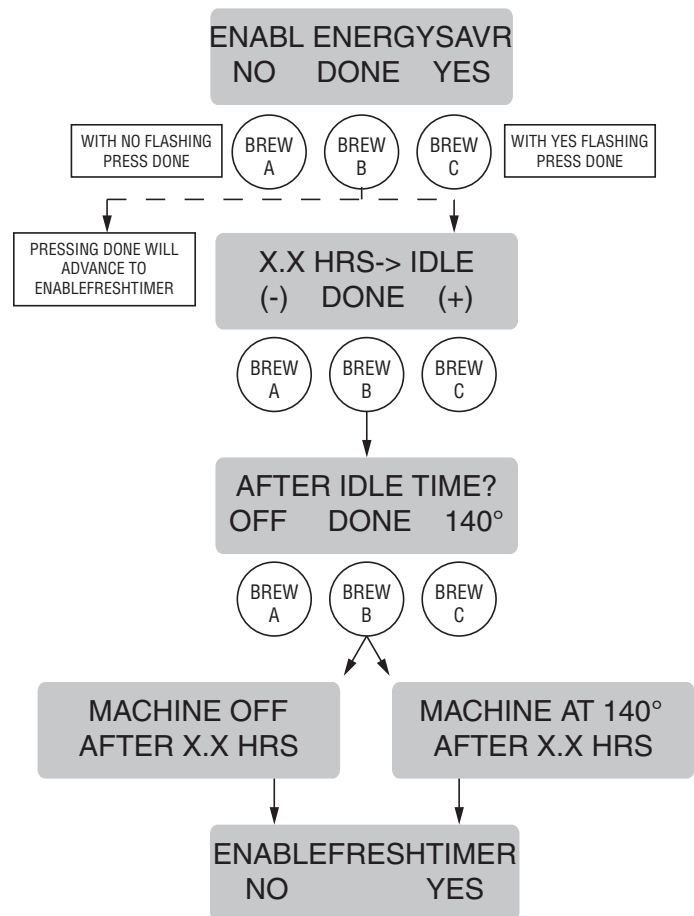 ENABL ENERGYSAVR
NO DONE YES
WITH NO FLASHING
PRESS DONE
BREW
A
BREW
B
BREW
C
WITH YES FLASHING
PRESS DONE
PRESSING DONE WILL
ADVANCE TO
ENABLEFRESHTIMER
X.X HRS-> IDLE
(-) DONE (+)
BREW
A
BREW
B
BREW
C
AFTER IDLE TIME?
OFF DONE 140°
BREW
A
BREW
B
BREW
C
MACHINE OFF
AFTER X.X HRS
MACHINE AT 140°
AFTER X.X HRS
ENABLEFRESHTIMER
NO YES